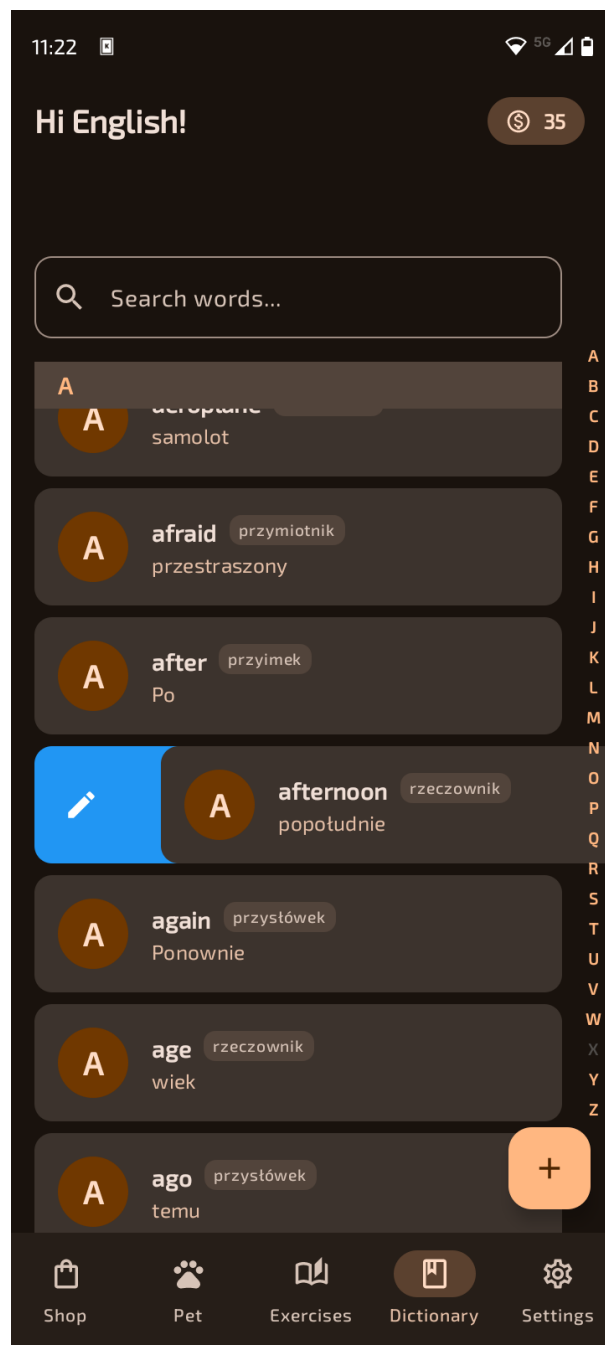 11:22
5G
Hi English!
35
Search words...
A
A
aeroplane
samolot
A
afraid
przymiotnik
przestraszony
A
after
przyimek
Po
A
afternoon
rzeczownik
popołudnie
A
again
przysłówek
Ponownie
A
age
rzeczownik
wiek
A
ago
przysłówek
temu
A
B
C
D
E
F
G
H
I
J
K
L
M
N
O
P
Q
R
S
T
U
V
W
X
Y
Z
+
Shop
Pet
Exercises
Dictionary
Settings